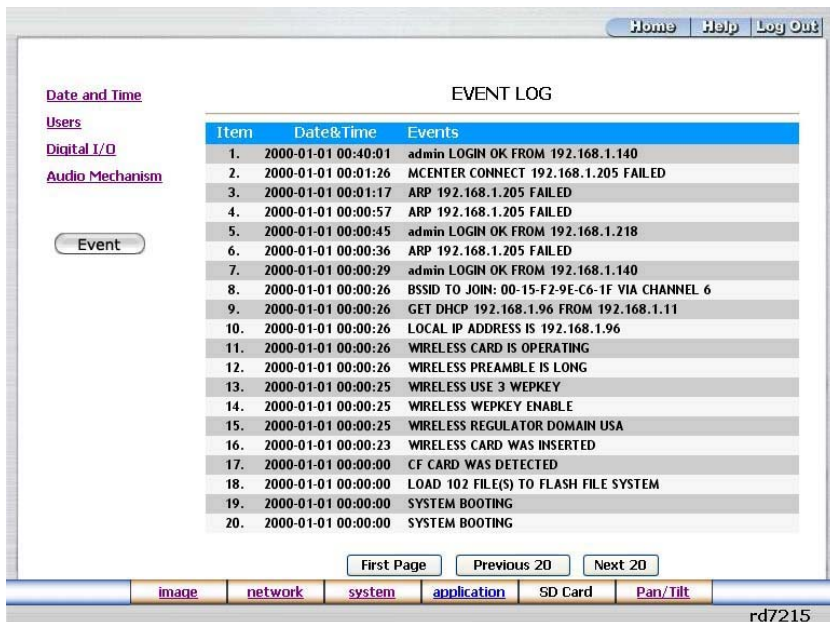 Home Help Log Out
Date and Time
Users
Digital I/O
Audio Mechanism
Event
EVENT LOG
Item Date&Time Events
1. 2000-01-01 00:40:01 admin LOGIN OK FROM 192.168.1.140
2. 2000-01-01 00:01:26 MCENTER CONNECT 192.168.1.205 FAILED
3. 2000-01-01 00:01:17 ARP 192.168.1.205 FAILED
4. 2000-01-01 00:00:57 ARP 192.168.1.205 FAILED
5. 2000-01-01 00:00:45 admin LOGIN OK FROM 192.168.1.218
6. 2000-01-01 00:00:36 ARP 192.168.1.205 FAILED
7. 2000-01-01 00:00:29 admin LOGIN OK FROM 192.168.1.140
8. 2000-01-01 00:00:26 BSSID TO JOIN: 00-15-F2-9E-C6-1F VIA CHANNEL 6
9. 2000-01-01 00:00:26 GET DHCP 192.168.1.96 FROM 192.168.1.11
10. 2000-01-01 00:00:26 LOCAL IP ADDRESS IS 192.168.1.96
11. 2000-01-01 00:00:26 WIRELESS CARD IS OPERATING
12. 2000-01-01 00:00:26 WIRELESS PREAMBLE IS LONG
13. 2000-01-01 00:00:25 WIRELESS USE 3 WEPKEY
14. 2000-01-01 00:00:25 WIRELESS WEPKEY ENABLE
15. 2000-01-01 00:00:25 WIRELESS REGULATOR DOMAIN USA
16. 2000-01-01 00:00:23 WIRELESS CARD WAS INSERTED
17. 2000-01-01 00:00:00 CF CARD WAS DETECTED
18. 2000-01-01 00:00:00 LOAD 102 FILE(S) TO FLASH FILE SYSTEM
19. 2000-01-01 00:00:00 SYSTEM BOOTING
20. 2000-01-01 00:00:00 SYSTEM BOOTING
First Page Previous 20 Next 20
image network system application SD Card Pan/Tilt
rd7215